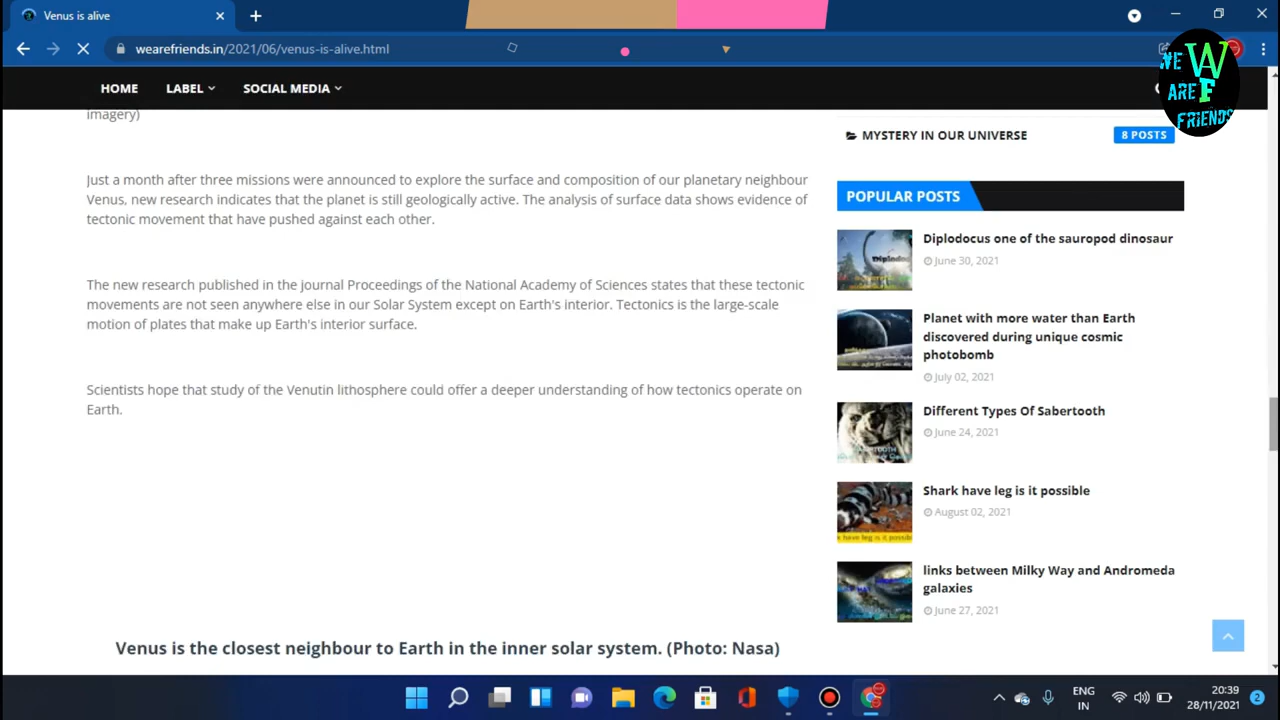 Venus is alive
wearefriends.in/2021/06/venus-is-alive.html
HOME
LABEL
SOCIAL MEDIA
WE
ARE
FRIENDS
imagery)
Just a month after three missions were announced to explore the surface and composition of our planetary neighbour
Venus, new research indicates that the planet is still geologically active. The analysis of surface data shows evidence of
tectonic movement that have pushed against each other.
The new research published in the journal Proceedings of the National Academy of Sciences states that these tectonic
movements are not seen anywhere else in our Solar System except on Earth's interior. Tectonics is the large-scale
motion of plates that make up Earth's interior surface.
Scientists hope that study of the Venutin lithosphere could offer a deeper understanding of how tectonics operate on
Earth.
Venus is the closest neighbour to Earth in the inner solar system. (Photo: Nasa)
MYSTERY IN OUR UNIVERSE
8 POSTS
POPULAR POSTS
Diplodocus one of the sauropod dinosaur
June 30, 2021
Planet with more water than Earth
discovered during unique cosmic
photobomb
July 02, 2021
Different Types Of Sabertooth
June 24, 2021
Shark have leg is it possible
August 02, 2021
links between Milky Way and Andromeda
galaxies
June 27, 2021
ENG
IN
20:39
28/11/2021
2